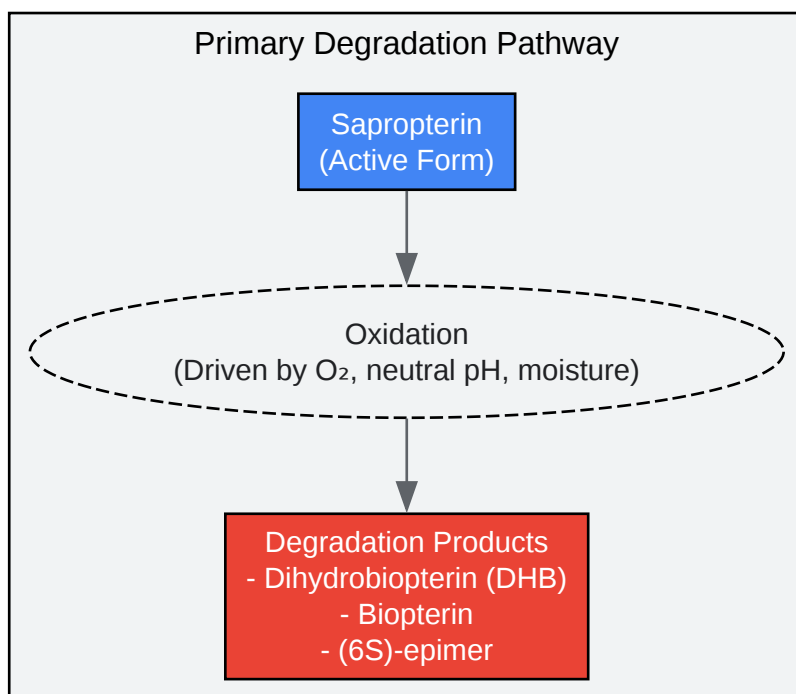 Primary Degradation Pathway
Sapropterin
(Active Form)
Oxidation
(Driven by O₂, neutral pH, moisture)
Degradation Products
- Dihydrobiopterin (DHB)
- Biopterin
- (6S)-epimer